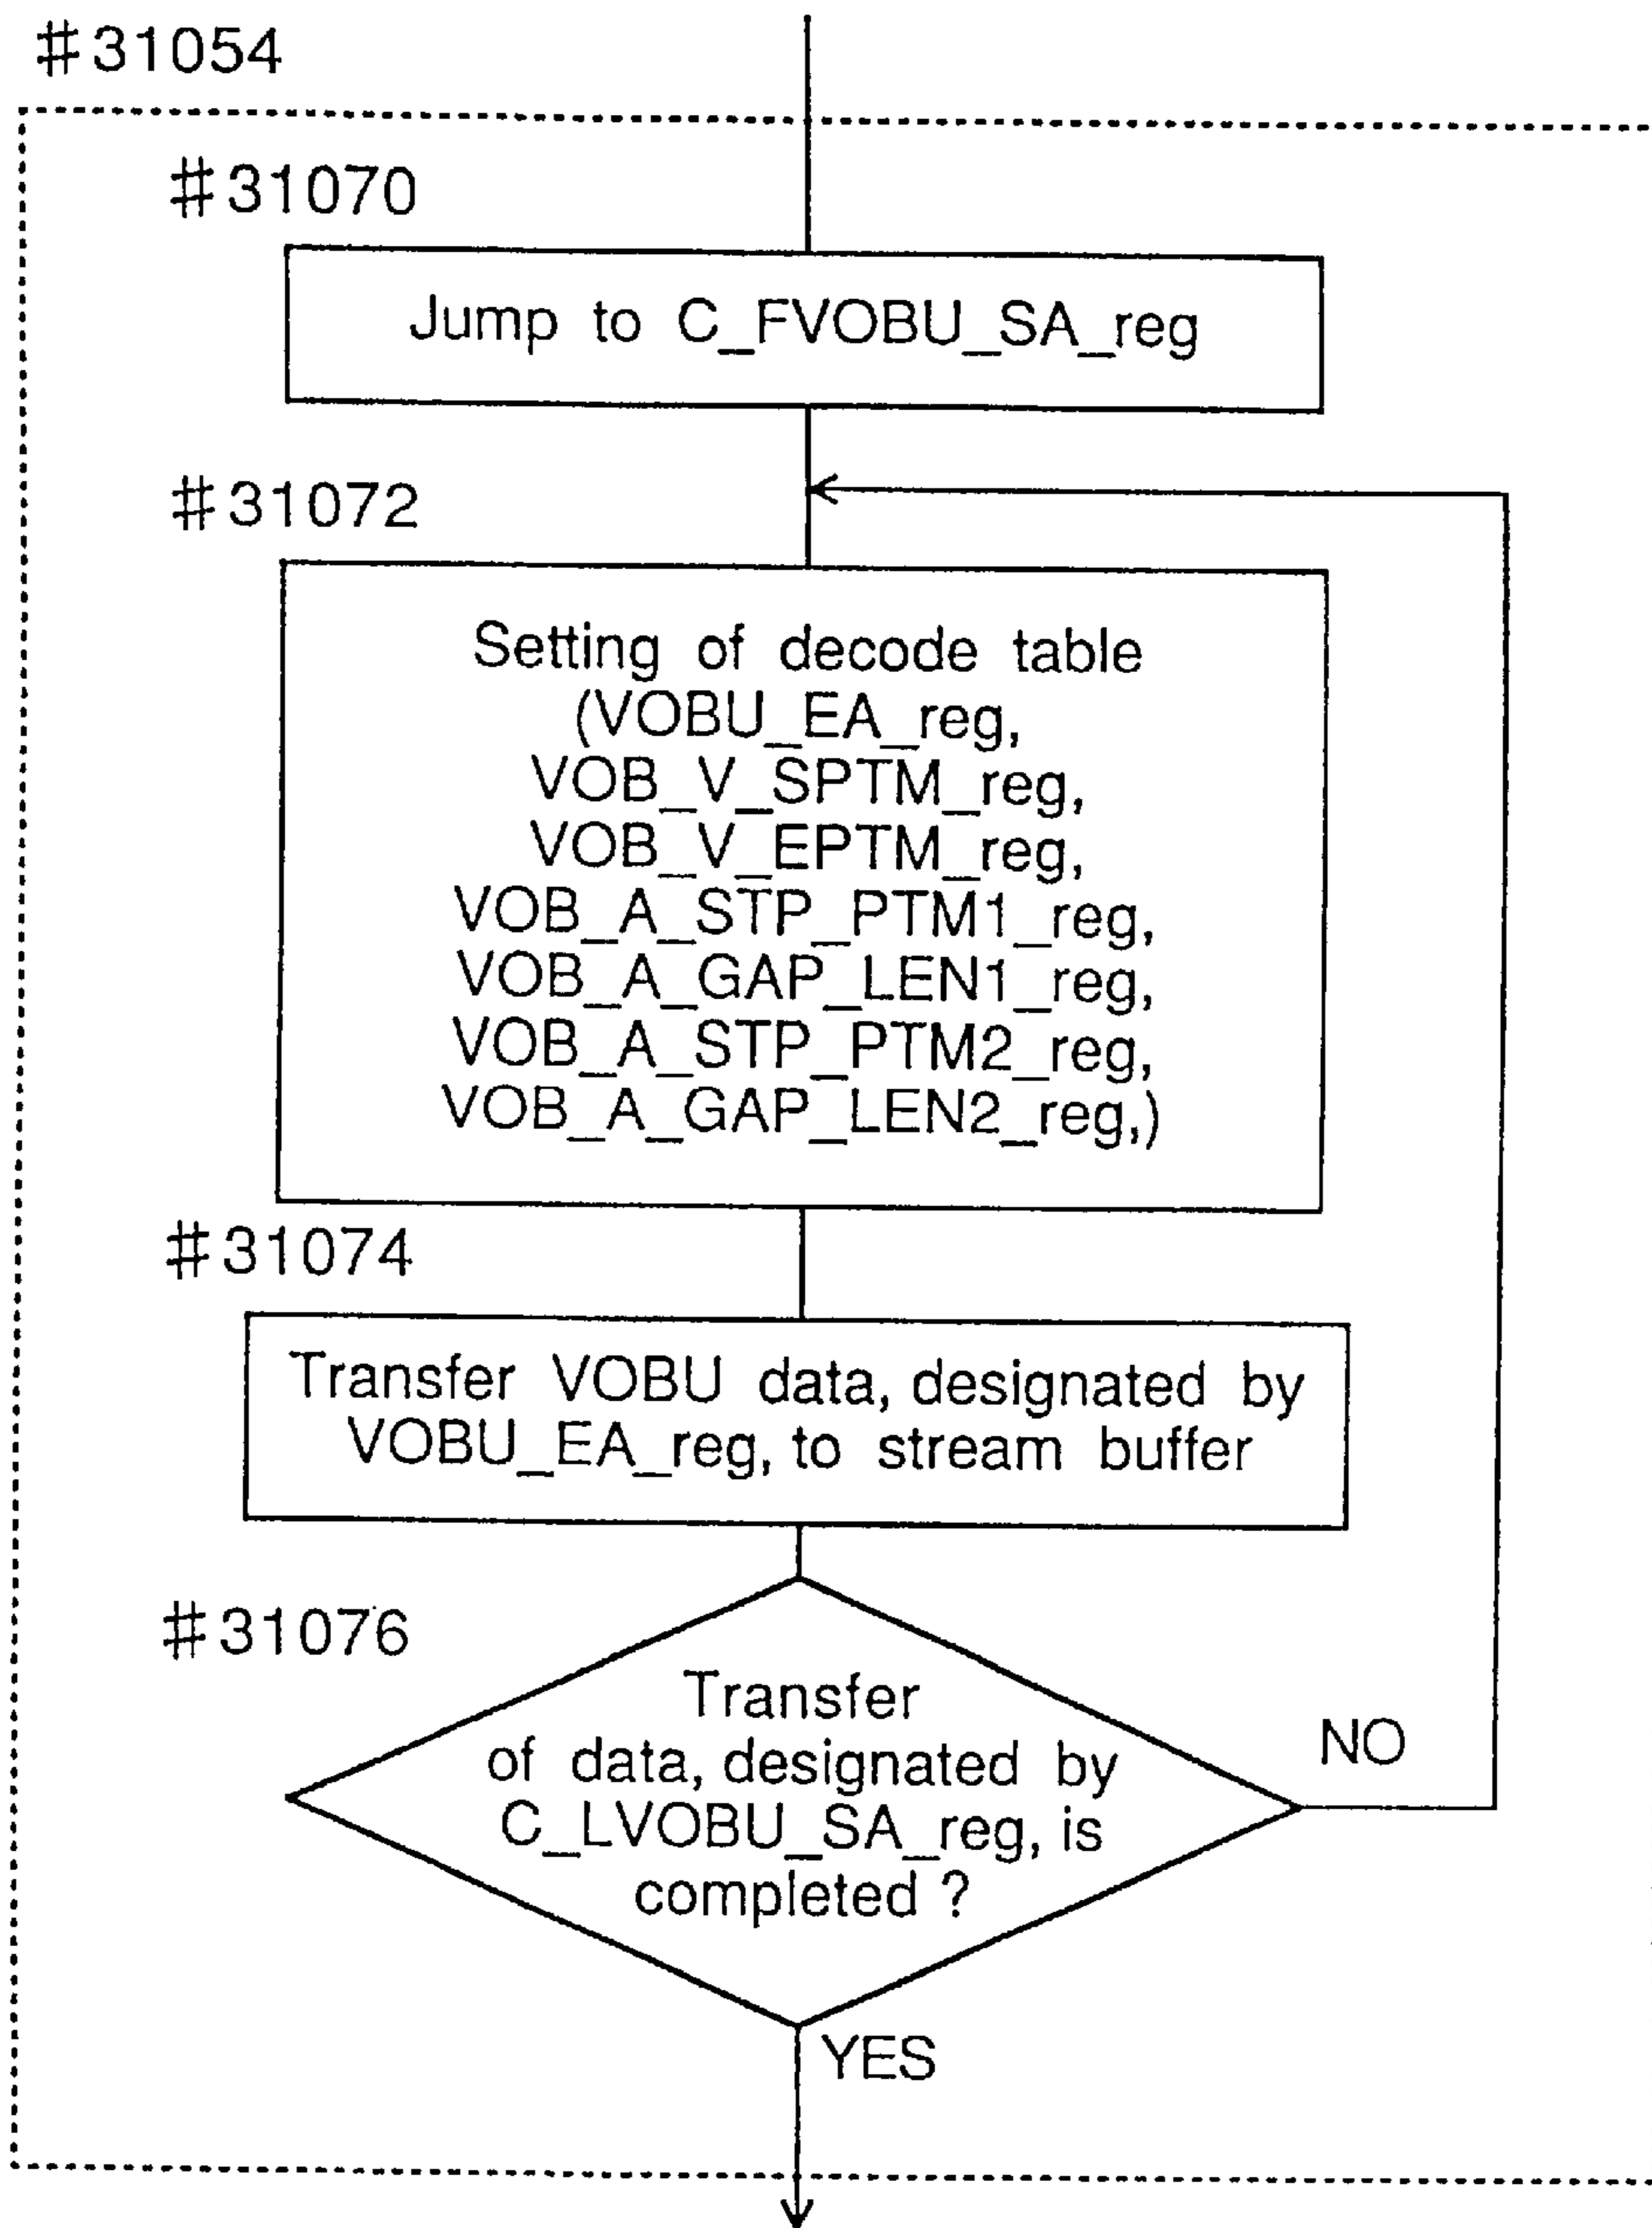 #31054
#31070
Jump to C_FVOBU_SA_reg
#31072
Setting of decode table
(VOBU_EA_reg,
VOB_V_SPTM_reg,
VOB_V_EPTM_reg,
VOB_A_STP_PTM1_reg,
VOB_A_GAP_LEN1_reg,
VOB_A_STP_PTM2_reg,
VOB_A_GAP_LEN2_reg,)
#31074
Transfer VOBU data, designated by
VOBU_EA_reg, to stream buffer
#31076
Transfer
of data, designated by
C_LVOBU_SA_reg, is
completed ?
NO
YES